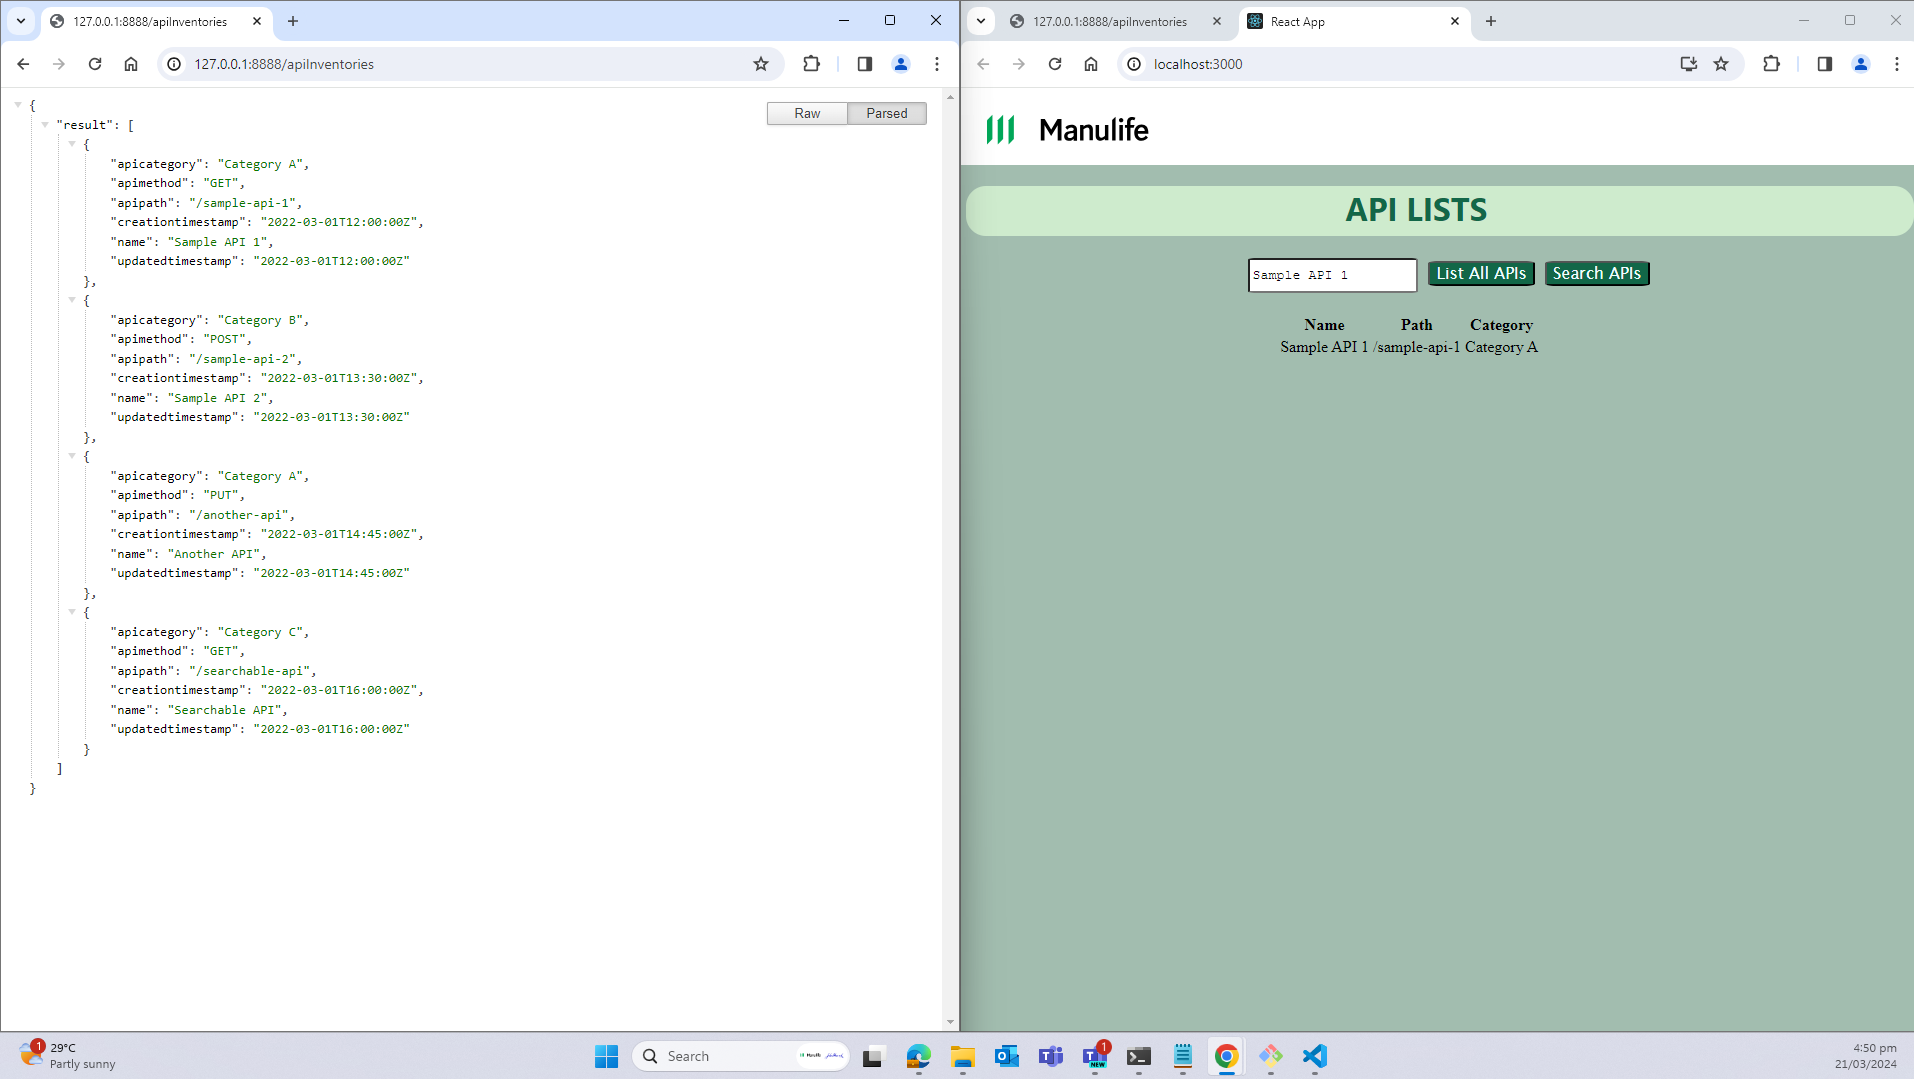 127.0.0.1:8888/apiInventories
127.0.0.1:8888/apiInventories
Raw
Parsed
{
"result": [
{
"apicategory": "Category A",
"apimethod": "GET",
"apipath": "/sample-api-1",
"creationtimestamp": "2022-03-01T12:00:00Z",
"name": "Sample API 1",
"updatedtimestamp": "2022-03-01T12:00:00Z"
},
{
"apicategory": "Category B",
"apimethod": "POST",
"apipath": "/sample-api-2",
"creationtimestamp": "2022-03-01T13:30:00Z",
"name": "Sample API 2",
"updatedtimestamp": "2022-03-01T13:30:00Z"
},
{
"apicategory": "Category A",
"apimethod": "PUT",
"apipath": "/another-api",
"creationtimestamp": "2022-03-01T14:45:00Z",
"name": "Another API",
"updatedtimestamp": "2022-03-01T14:45:00Z"
},
{
"apicategory": "Category C",
"apimethod": "GET",
"apipath": "/searchable-api",
"creationtimestamp": "2022-03-01T16:00:00Z",
"name": "Searchable API",
"updatedtimestamp": "2022-03-01T16:00:00Z"
}
]
}
127.0.0.1:8888/apiInventories
React App
localhost:3000
Manulife
API LISTS
Sample API 1
List All APIs
Search APIs
Name Path Category
Sample API 1 /sample-api-1 Category A
1
29°C
Partly sunny
Search
Manulife
NEW
1
4:50 pm
21/03/2024